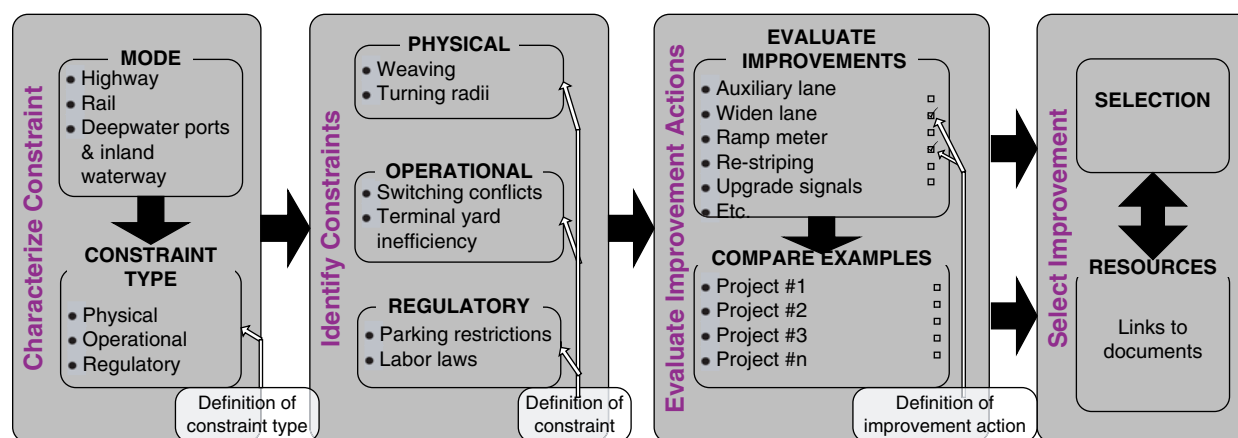 Characterize Constraint
MODE
Highway
Rail
Deepwater ports
& inland
waterway
CONSTRAINT
TYPE
Physical
Operational
Regulatory
Definition of
constraint type
Identify Constraints
PHYSICAL
Weaving
Turning radii
OPERATIONAL
Switching conflicts
Terminal yard
inefficiency
REGULATORY
Parking restrictions
Labor laws
Definition of
constraint
Evaluate Improvement Actions
EVALUATE
IMPROVEMENTS
Auxiliary lane
Widen lane
Ramp meter
Re-striping
Upgrade signals
Etc.
COMPARE EXAMPLES
Project #1
Project #2
Project #3
Project #n
Definition of
improvement action
Select Improvement
SELECTION
RESOURCES
Links to
documents